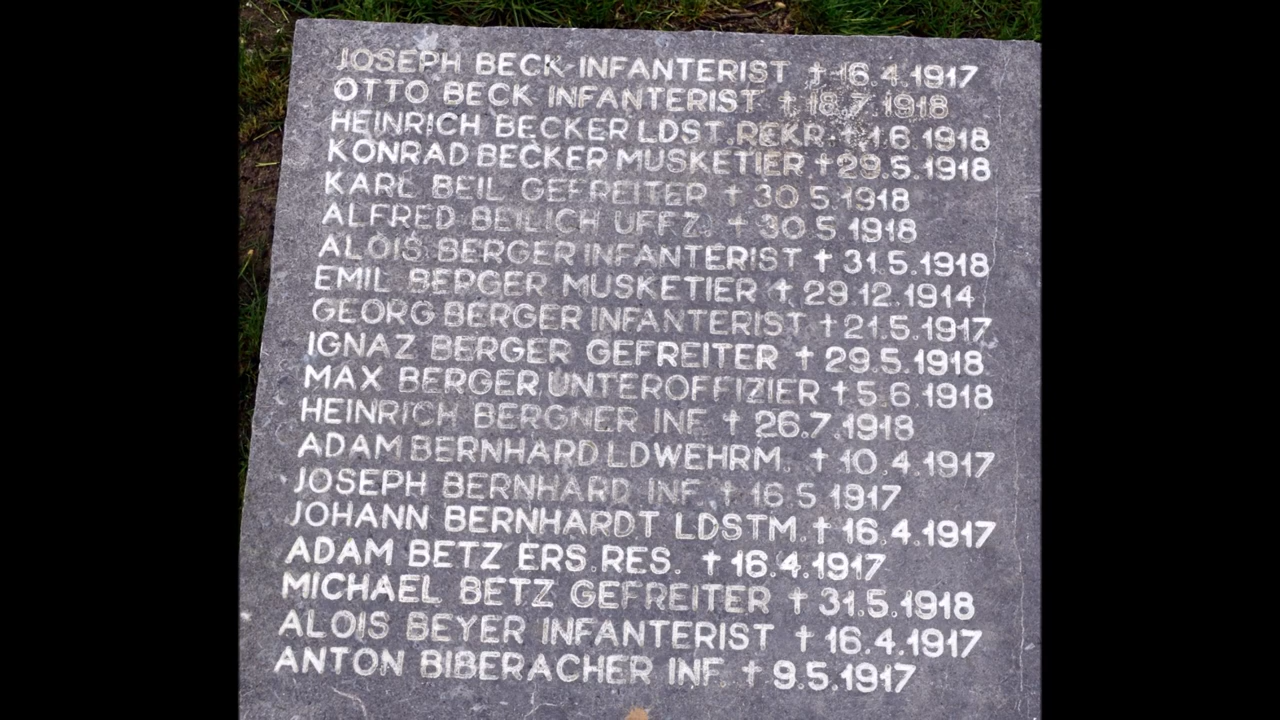 JOSEPH BECK INFANTERIST † 16.4.1917
OTTO BECK INFANTERIST † 18.7.1918
HEINRICH BECKER LDST.REKR.† 1.6.1918
KONRAD BECKER MUSKETIER † 29.5.1918
KARL BEIL GEFREITER † 30.5.1918
ALFRED BEILICH UFFZ. † 30.5.1918
ALOIS BERGER INFANTERIST † 31.5.1918
EMIL BERGER MUSKETIER † 29.12.1914
GEORG BERGER INFANTERIST † 21.5.1917
IGNAZ BERGER GEFREITER † 29.5.1918
MAX BERGER UNTEROFFIZIER † 5.6.1918
HEINRICH BERGNER INF. † 26.7.1918
ADAM BERNHARD LDWEHRM. † 10.4.1917
JOSEPH BERNHARD INF. † 16.5.1917
JOHANN BERNHARDT LDSTM. † 16.4.1917
ADAM BETZ ERS.RES. † 16.4.1917
MICHAEL BETZ GEFREITER † 31.5.1918
ALOIS BEYER INFANTERIST † 16.4.1917
ANTON BIBERACHER INF. † 9.5.1917